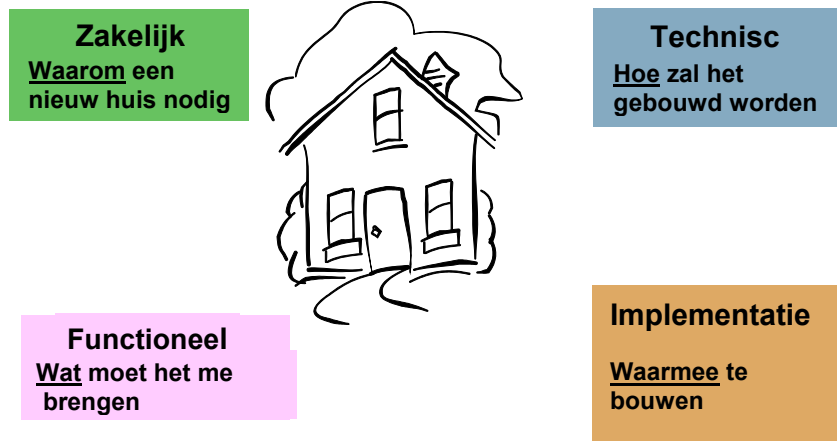 Zakelijk
Waarom een
nieuw huis nodig
Technisc
Hoe zal het
gebouwd worden
Functioneel
Wat moet het me
brengen
Implementatie
Waarmee te
bouwen